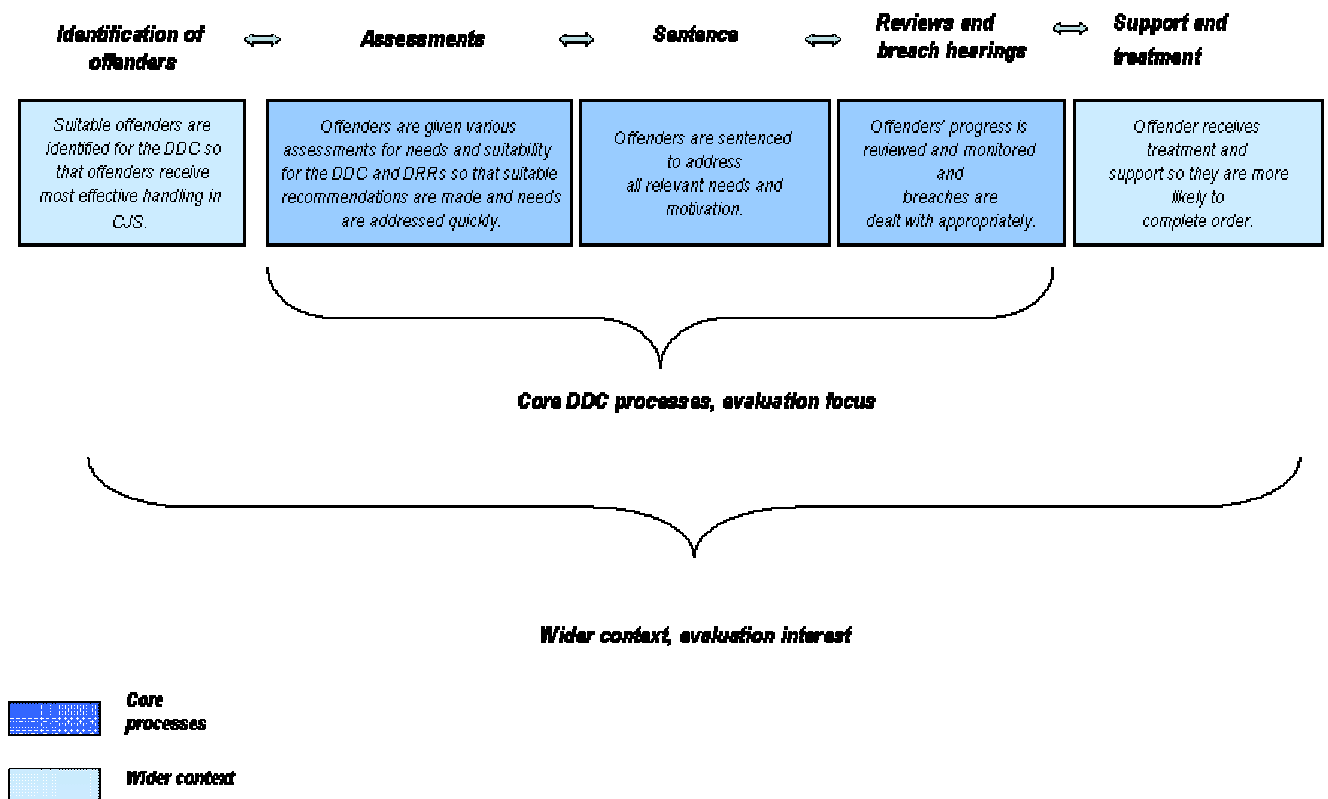 Identification of
offenders
Assessments
Sentence
Reviews and
breach hearings
Support and
treatment
Suitable offenders are
identified for the DDC so
that offenders receive
most effective handling in
CJS.
Offenders are given various
assessments for needs and suitability
for the DDC and DRRs so that suitable
recommendations are made and needs
are addressed quickly.
Offenders are sentenced
to address
all relevant needs and
motivation.
Offenders' progress is
reviewed and monitored
and
breaches are
dealt with appropriately.
Offender receives
treatment and
support so they are more
likely to
complete order.
Core DDC processes, evaluation focus
Wider context, evaluation interest
Core
processes
Wider context